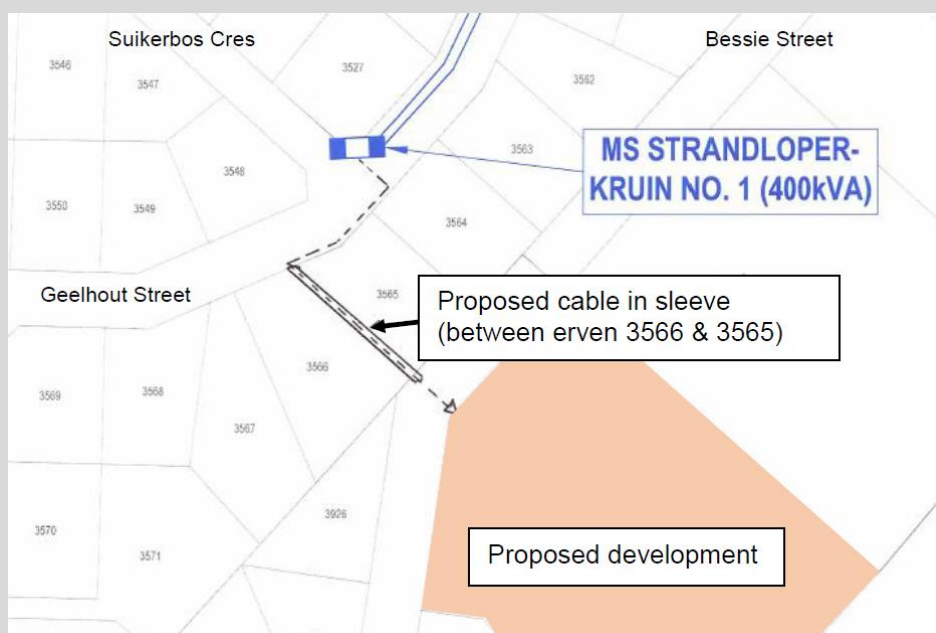 Suikerbos Cres
Bessie Street
3546
3547
3527
3562
3548
3563
MS STRANDLOPER-
KRUIN NO. 1 (400kVA)
3550
3549
3564
Geelhout Street
3565
Proposed cable in sleeve
(between erven 3566 & 3565)
3566
3569
3568
3567
3926
3570
3571
Proposed development